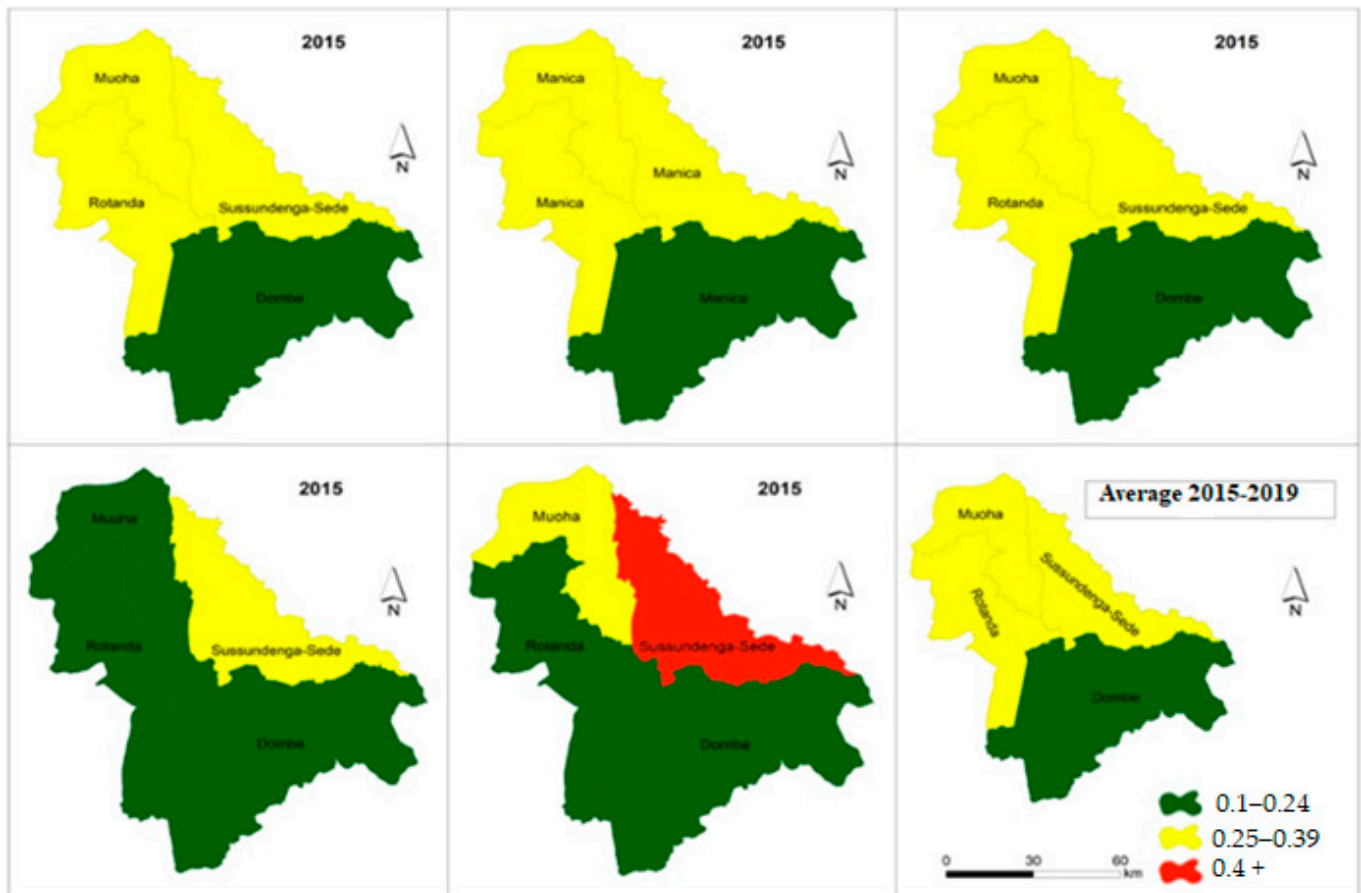 2015
Muoha
N
Rotanda
Sussundenga-Sede
Dombe
2015
Manica
Manica
N
Manica
Manica
2015
Muoha
N
Rotanda
Sussundenga-Sede
Dombe
2015
Muoha
N
Rotanda
Sussundenga-Sede
Dombe
2015
Muoha
N
Rotanda
Sussundenga-Sede
Dombe
Average 2015-2019
Muoha
Sussundenga-Sede
N
Rotanda
Dombe
0.1–0.24
0.25–0.39
0.4 +
0 30 60
km